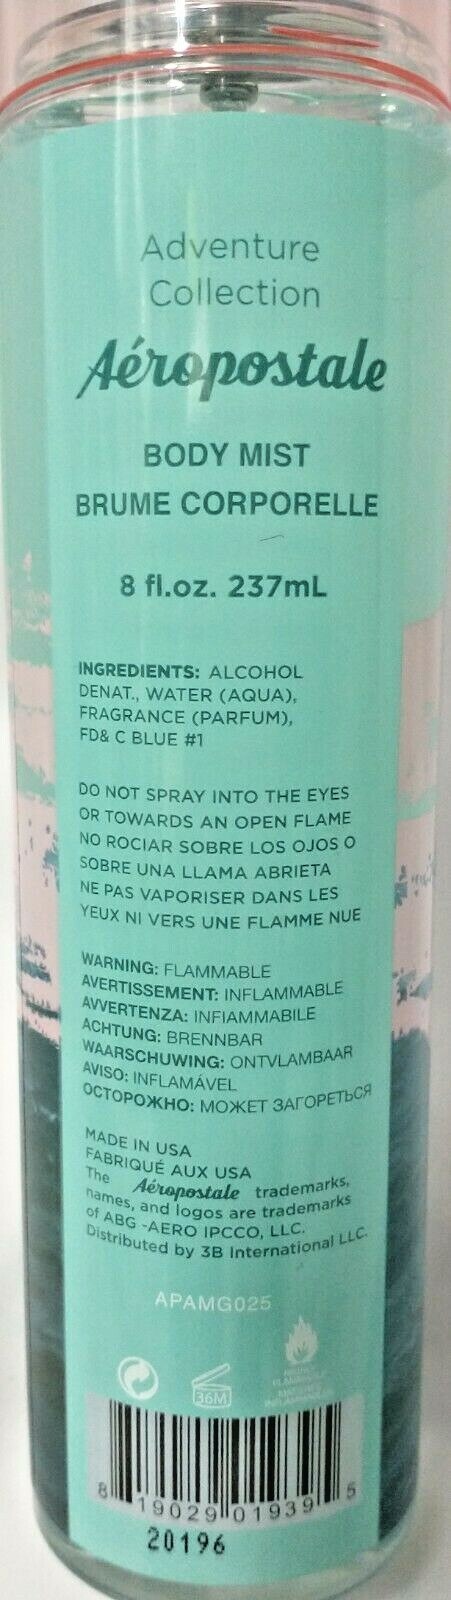 Adventure
Collection
Aéropostale
BODY MIST
BRUME CORPORELLE
8 fl.oz. 237mL
INGREDIENTS: ALCOHOL
DENAT., WATER (AQUA),
FRAGRANCE (PARFUM),
FD& C BLUE #1
DO NOT SPRAY INTO THE EYES
OR TOWARDS AN OPEN FLAME
NO ROCIAR SOBRE LOS OJOS O
SOBRE UNA LLAMA ABRIETA
NE PAS VAPORISER DANS LES
YEUX NI VERS UNE FLAMME NUE
WARNING: FLAMMABLE
AVERTISSEMENT: INFLAMMABLE
AVVERTENZA: INFIAMMABILE
ACHTUNG: BRENNBAR
WAARSCHUWING: ONTVLAMBAAR
AVISO: INFLAMÁVEL
ОСТОРОЖНО: МОЖЕТ ЗАГОРЕТЬСЯ
MADE IN USA
FABRIQUÉ AUX USA
The Aéropostale trademarks,
names, and logos are trademarks
of ABG -AERO IPCCO, LLC.
Distributed by 3B International LLC.
APAMG025
36M
8 19029 01939 5
20196